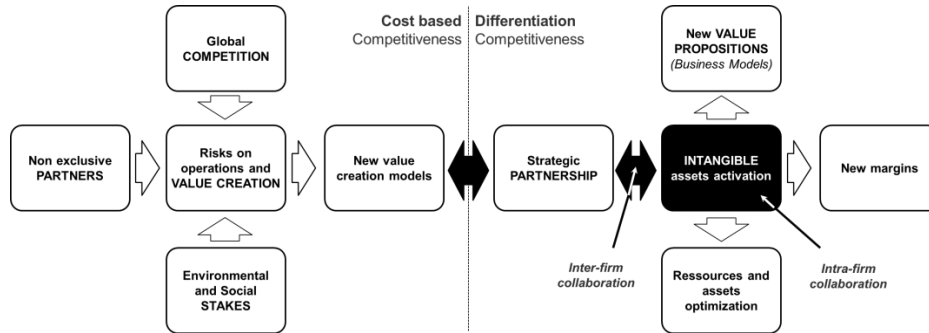 Cost based
Competitiveness
Differentiation
Competitiveness
Global
COMPETITION
New VALUE
PROPOSITIONS
(Business Models)
Non exclusive
PARTNERS
Risks on
operations and
VALUE CREATION
New value
creation models
Strategic
PARTNERSHIP
INTANGIBLE
assets activation
New margins
Environmental
and Social
STAKES
Inter-firm
collaboration
Ressources and
assets
optimization
Intra-firm
collaboration